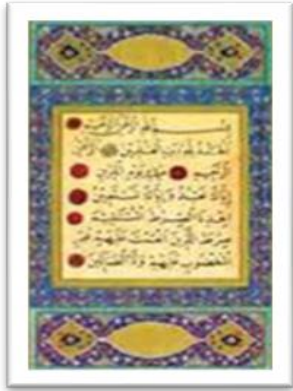 بسم الله الرحمن الرحيم
الحمد لله رب العالمين الرحمن
الرحيم مالك يوم الدين
إياك نعبد وإياك نستعين
اهدنا الصراط المستقيم
صراط الذين أنعمت عليهم غير
المغضوب عليهم ولا الضالين